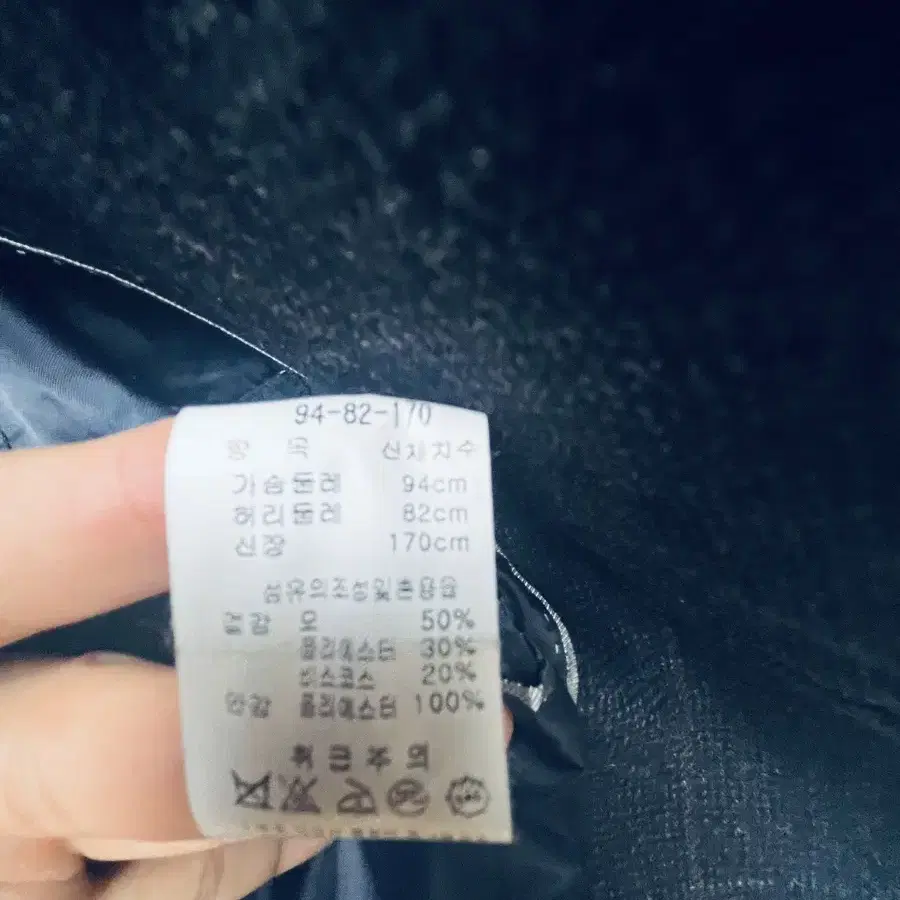 94-82-170
항 목 신체치수
가슴둘레 94cm
허리둘레 82cm
신장 170cm
섬유의조성및혼용율
겉감 모 50%
폴리에스터 30%
비스코스 20%
안감 폴리에스터 100%